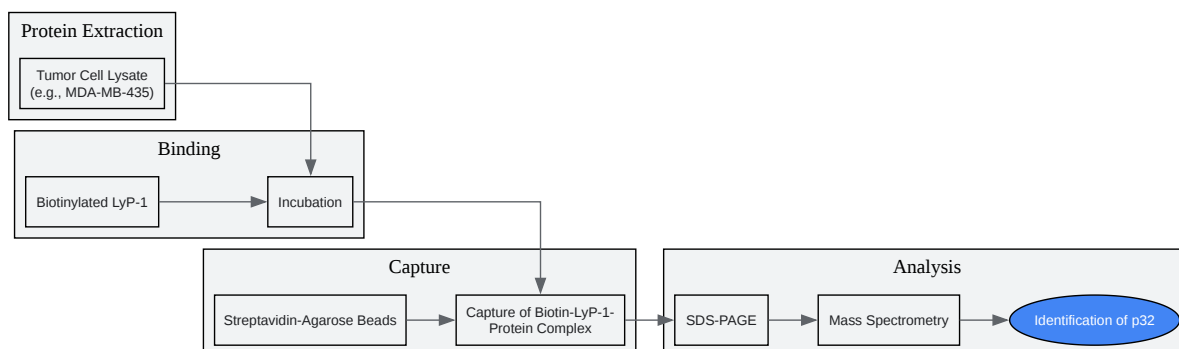 Protein Extraction
Tumor Cell Lysate
(e.g., MDA-MB-435)
Binding
Biotinylated LyP-1
Incubation
Capture
Streptavidin-Agarose Beads
Capture of Biotin-LyP-1-
Protein Complex
Analysis
SDS-PAGE
Mass Spectrometry
Identification of p32